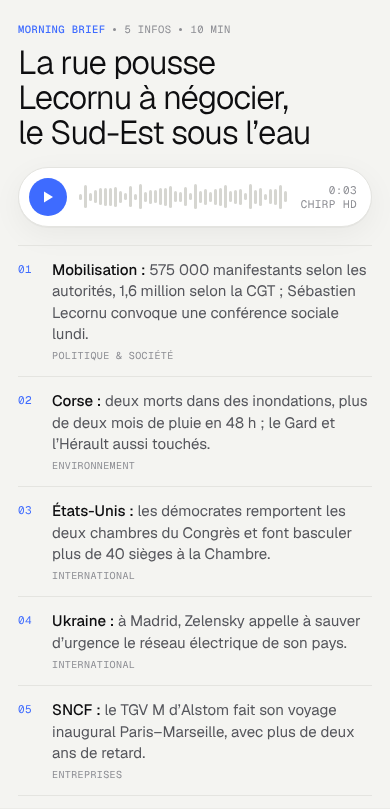 MORNING BRIEF • 5 INFOS • 10 MIN
La rue pousse
Lecornu à négocier,
le Sud-Est sous l’eau
0:03
CHIRP HD
01 Mobilisation : 575 000 manifestants selon les
autorités, 1,6 million selon la CGT ; Sébastien
Lecornu convoque une conférence sociale
lundi.
POLITIQUE & SOCIÉTÉ
02 Corse : deux morts dans des inondations, plus
de deux mois de pluie en 48 h ; le Gard et
l’Hérault aussi touchés.
ENVIRONNEMENT
03 États-Unis : les démocrates remportent les
deux chambres du Congrès et font basculer
plus de 40 sièges à la Chambre.
INTERNATIONAL
04 Ukraine : à Madrid, Zelensky appelle à sauver
d’urgence le réseau électrique de son pays.
INTERNATIONAL
05 SNCF : le TGV M d’Alstom fait son voyage
inaugural Paris–Marseille, avec plus de deux
ans de retard.
ENTREPRISES